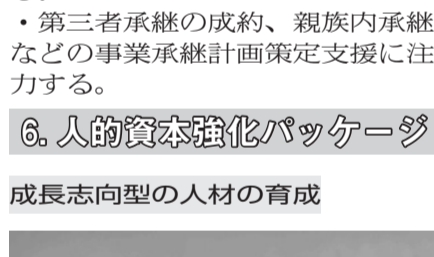 ・第三者承継の成約、親族内承継
などの事業承継計画策定支援に注
力する。
6. 人的資本強化パッケージ
成長志向型の人材の育成